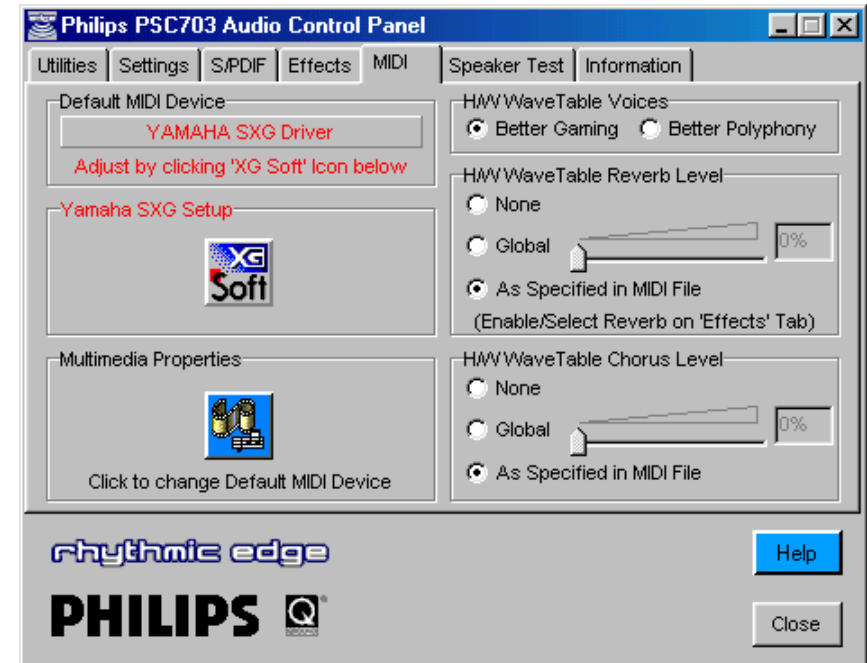 Philips PSC703 Audio Control Panel
Utilities Settings S/PDIF Effects MIDI Speaker Test Information
Default MIDI Device
YAMAHA SXG Driver
Adjust by clicking 'XG Soft' Icon below
Yamaha SXG Setup
XG
Soft
Multimedia Properties
Click to change Default MIDI Device
H/W WaveTable Voices
Better Gaming Better Polyphony
H/W WaveTable Reverb Level
None
Global 0%
As Specified in MIDI File
(Enable/Select Reverb on 'Effects' Tab)
H/W WaveTable Chorus Level
None
Global 0%
As Specified in MIDI File
rhythmic edge
PHILIPS Q
Help
Close